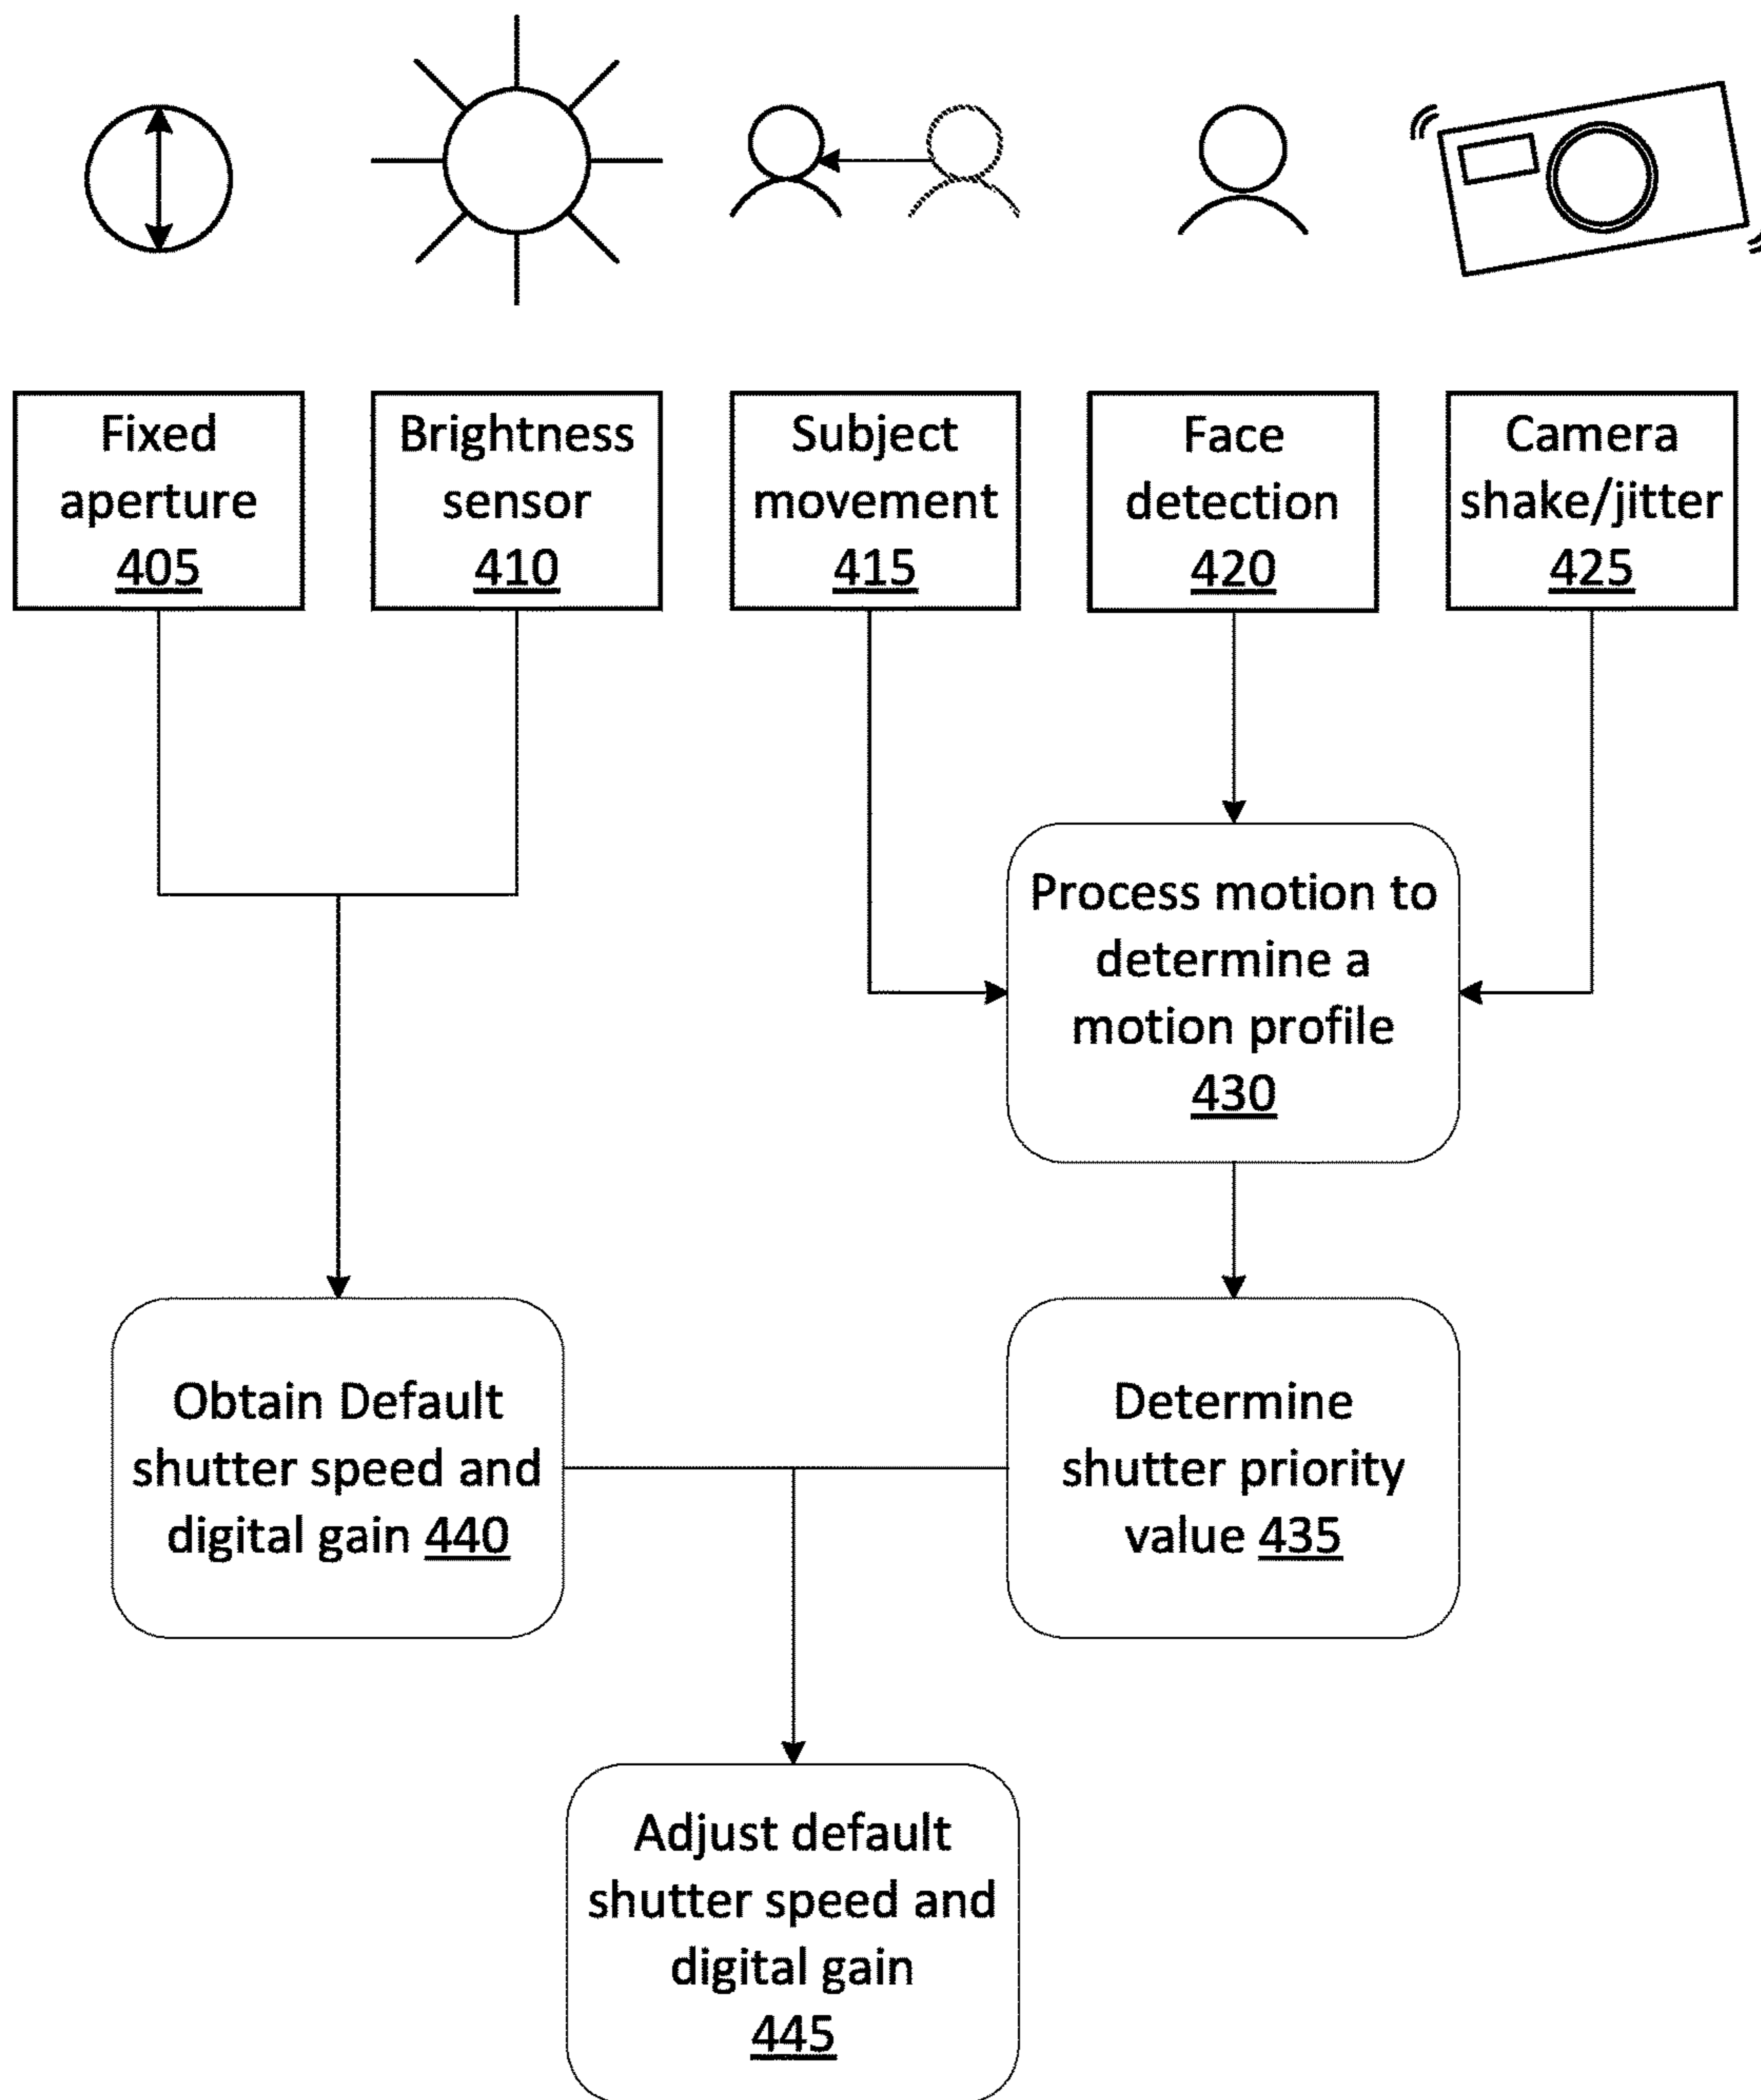 Fixed
aperture
405
Brightness
sensor
410
Subject
movement
415
Face
detection
420
Camera
shake/jitter
425
Process motion to
determine a
motion profile
430
Obtain Default
shutter speed and
digital gain 440
Determine
shutter priority
value 435
Adjust default
shutter speed and
digital gain
445